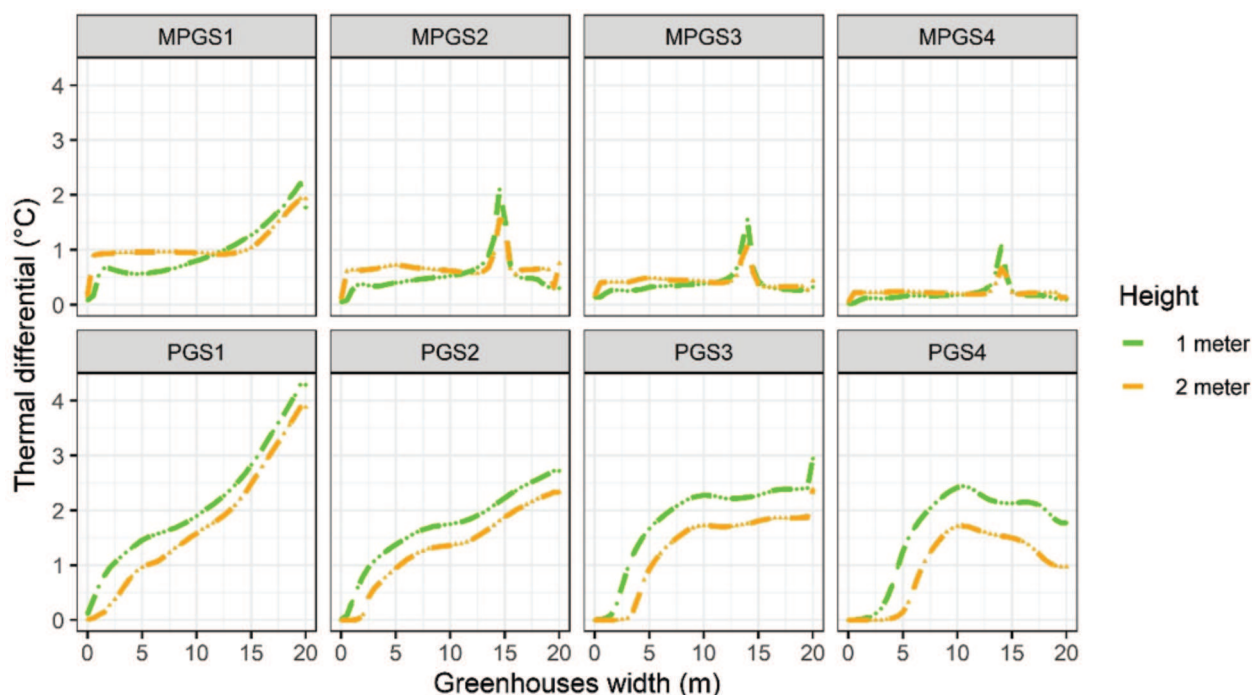 MPGS1 MPGS2 MPGS3 MPGS4
4
3
2
1
0
PGS1 PGS2 PGS3 PGS4
4
3
2
1
0
0 5 10 15 20 0 5 10 15 20 0 5 10 15 20 0 5 10 15 20
Greenhouses width (m)
Thermal differential (°C)
Height
1 meter
2 meter